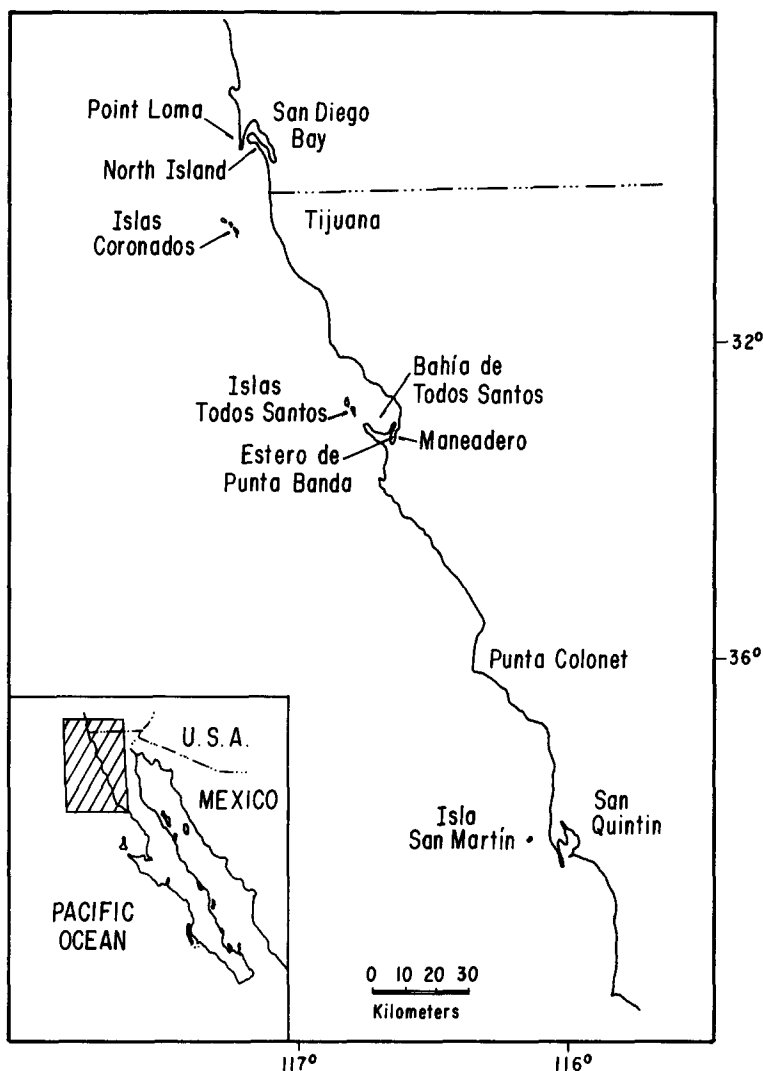 Point Loma
San Diego
Bay
North Island
Islas
Coronados
Tijuana
32°
Bahía de
Todos Santos
Islas
Todos Santos
Maneadero
Estero de
Punta Banda
Punta Colonet
36°
U.S.A.
MEXICO
PACIFIC
OCEAN
San
Quintin
Isla
San Martín
0 10 20 30
Kilometers
117° 116°